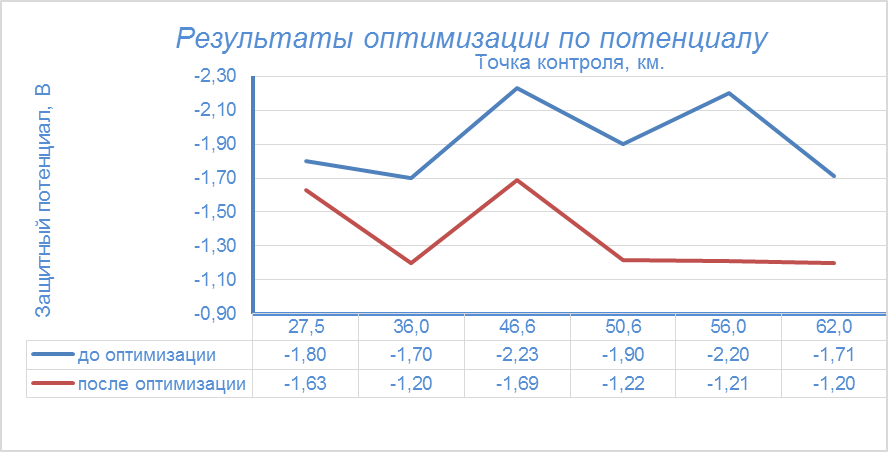 Результаты оптимизации по потенциалу
Точка контроля, км.
Защитный потенциал, В
-2,30
-2,10
-1,90
-1,70
-1,50
-1,30
-1,10
-0,90
27,5 36,0 46,6 50,6 56,0 62,0
до оптимизации -1,80 -1,70 -2,23 -1,90 -2,20 -1,71
после оптимизации -1,63 -1,20 -1,69 -1,22 -1,21 -1,20